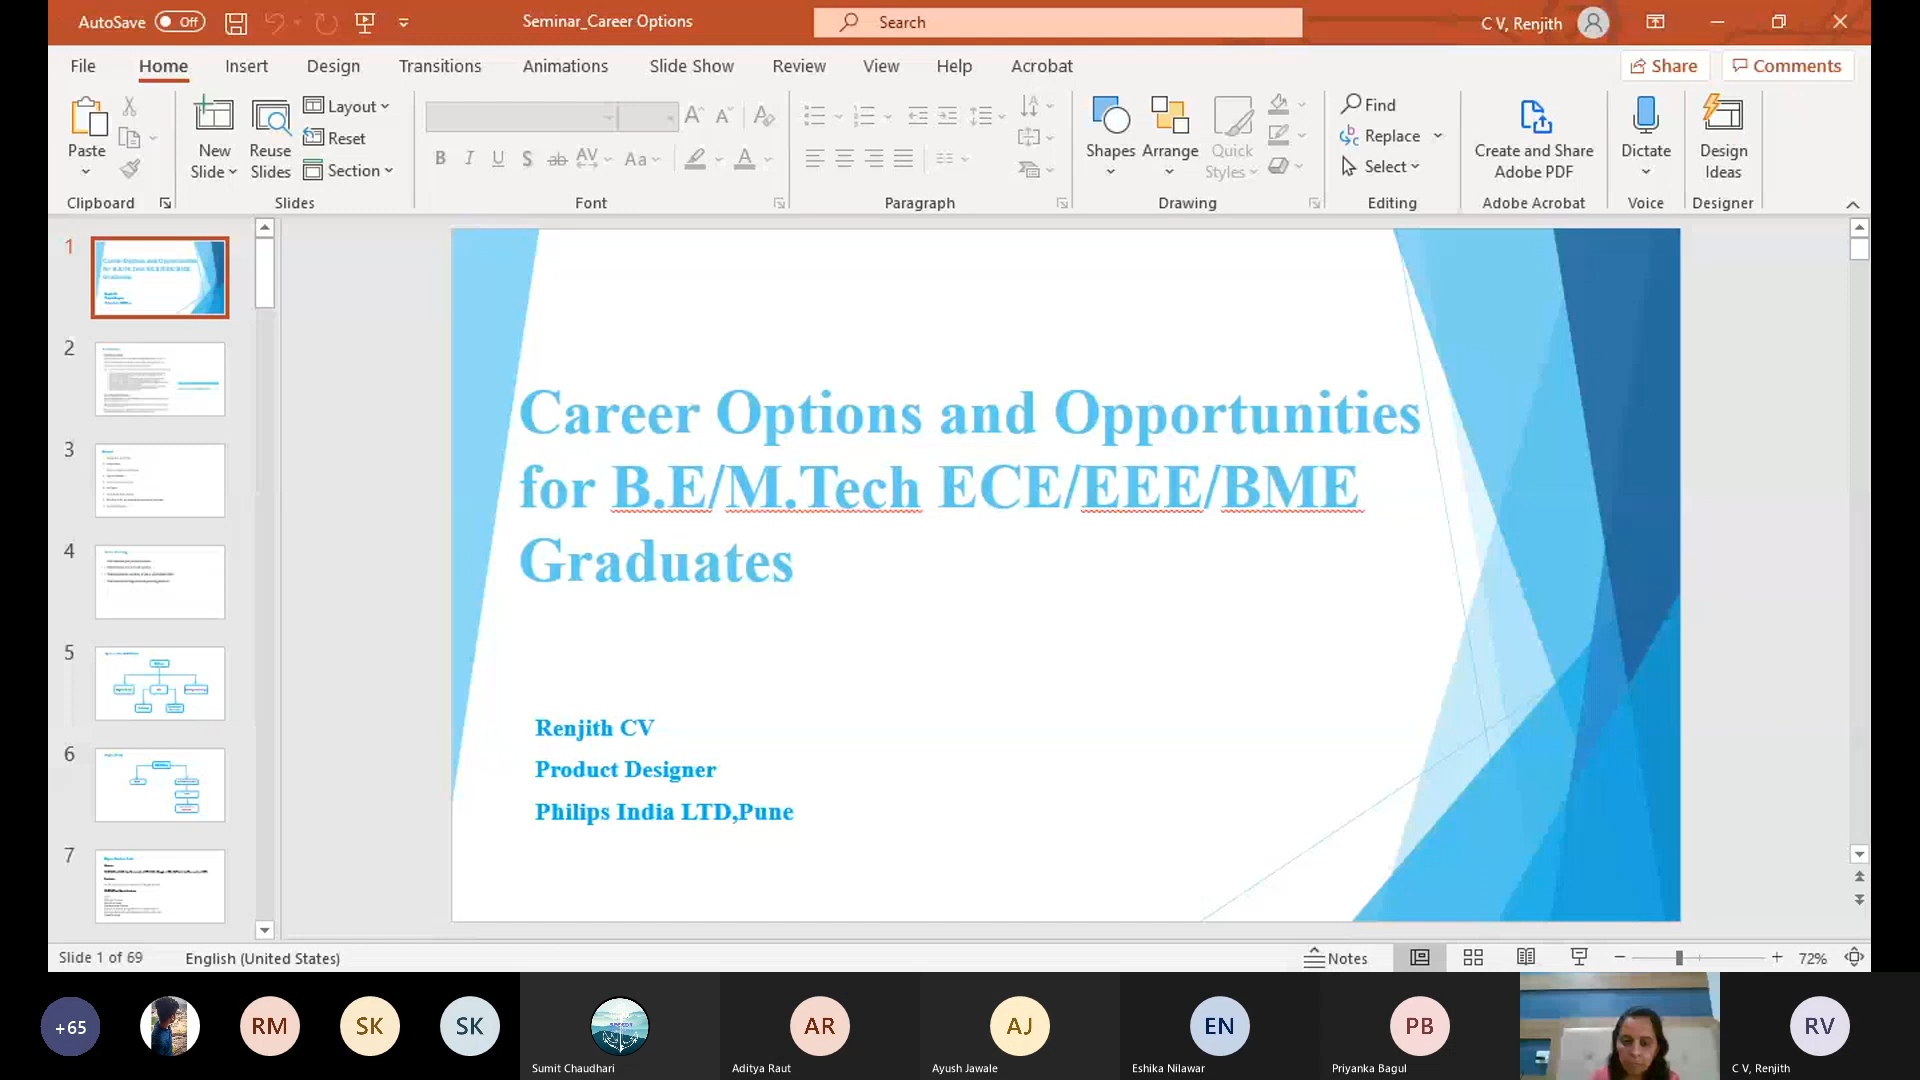 AutoSave Off
Seminar_Career Options
Search
C V, Renjith
File Home Insert Design Transitions Animations Slide Show Review View Help Acrobat
Share Comments
Paste
New Slide
Reuse Slides
Layout
Reset
Section
Shapes
Arrange
Quick Styles
Find
Replace
Select
Create and Share Adobe PDF
Dictate
Design Ideas
Clipboard Slides Font Paragraph Drawing Editing Adobe Acrobat Voice Designer
1
2
3
4
5
6
7
Career Options and Opportunities
for B.E/M.Tech ECE/EEE/BME
Graduates
Renjith CV
Product Designer
Philips India LTD,Pune
Slide 1 of 69 English (United States) Notes 72%
+65 RM SK SK AR AJ EN PB RV
Sumit Chaudhari Aditya Raut Ayush Jawale Eshika Nilawar Priyanka Bagul C V, Renjith